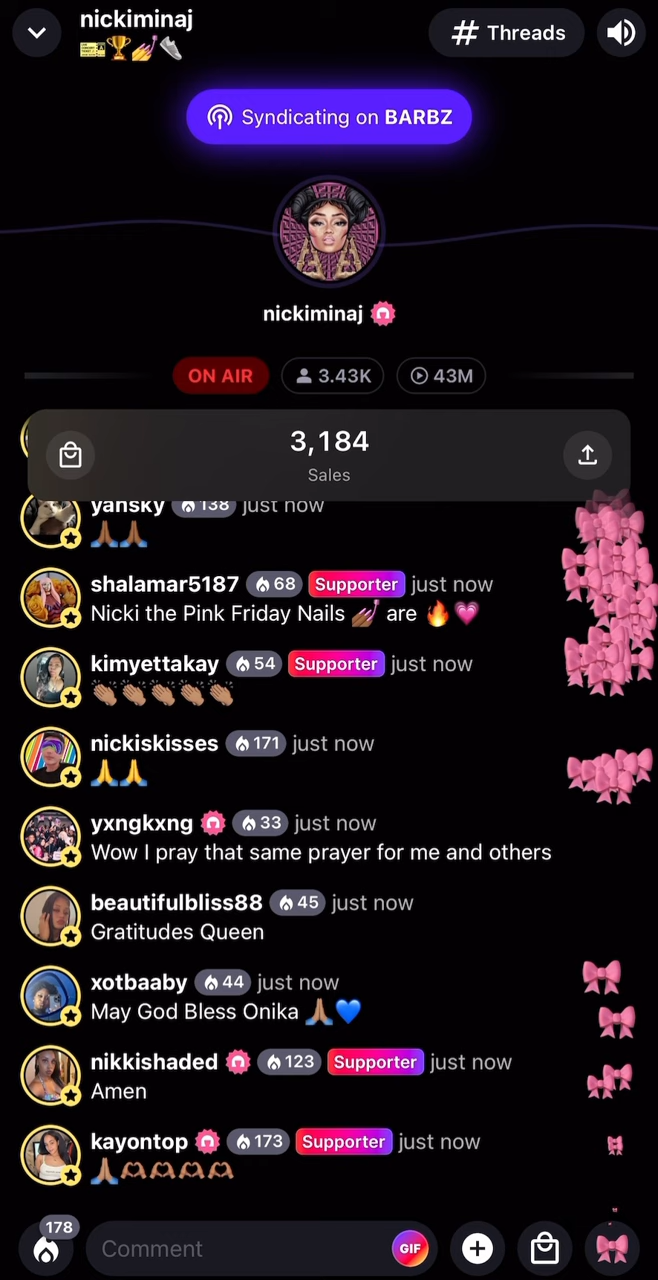 nickiminaj
Threads
Syndicating on BARBZ
nickiminaj
ON AIR
3.43K
43M
3,184
Sales
yansky 138 just now
🙏🏾🙏🏾
shalamar5187 68 Supporter just now
Nicki the Pink Friday Nails 💅🏾 are 🔥💗
kimyettakay 54 Supporter just now
👏🏽👏🏽👏🏽👏🏽👏🏽
nickiskisses 171 just now
🙏🙏
yxngkxng 33 just now
Wow I pray that same prayer for me and others
beautifulbliss88 45 just now
Gratitudes Queen
xotbaaby 44 just now
May God Bless Onika 🙏🏽💙
nikkishaded 123 Supporter just now
Amen
kayontop 173 Supporter just now
🙏🏽🫶🏽🫶🏽🫶🏽🫶🏽
178
Comment
GIF